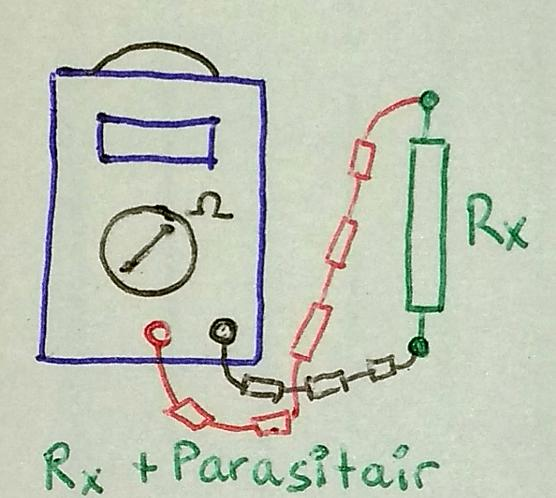 Ω
Rx
Rx + Parasitair